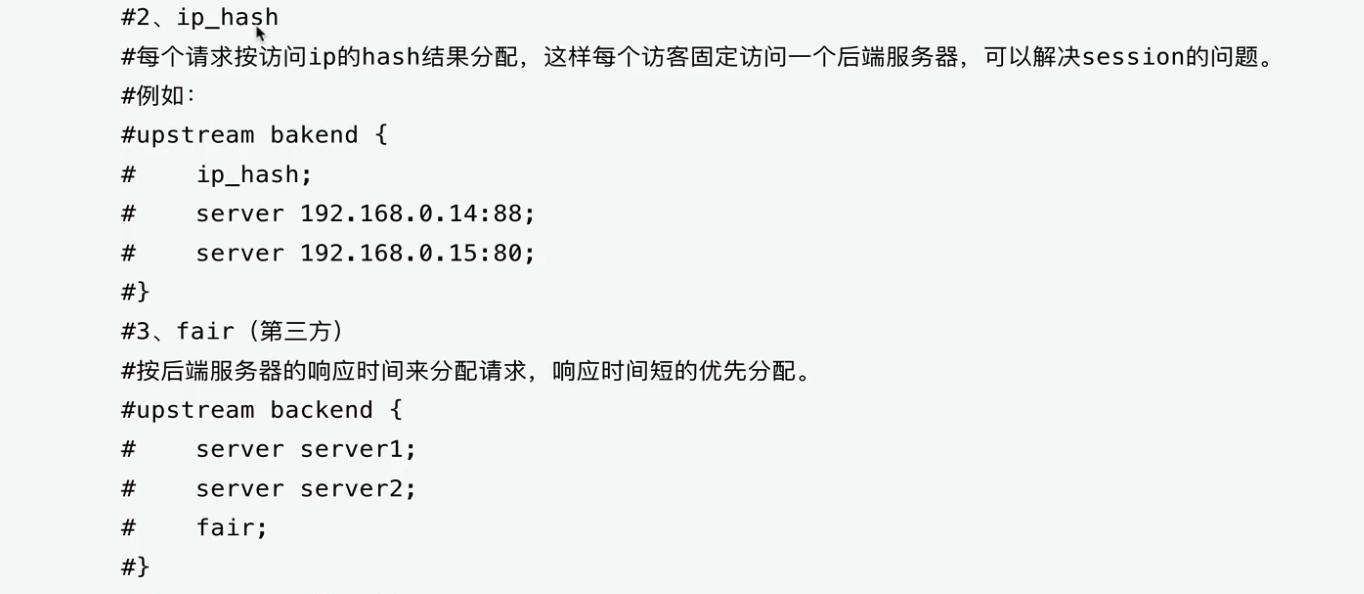 #2、ip_hash
#每个请求按访问ip的hash结果分配，这样每个访客固定访问一个后端服务器，可以解决session的问题。
#例如：
#upstream bakend {
#    ip_hash;
#    server 192.168.0.14:88;
#    server 192.168.0.15:80;
#}
#3、fair（第三方）
#按后端服务器的响应时间来分配请求，响应时间短的优先分配。
#upstream backend {
#    server server1;
#    server server2;
#    fair;
#}